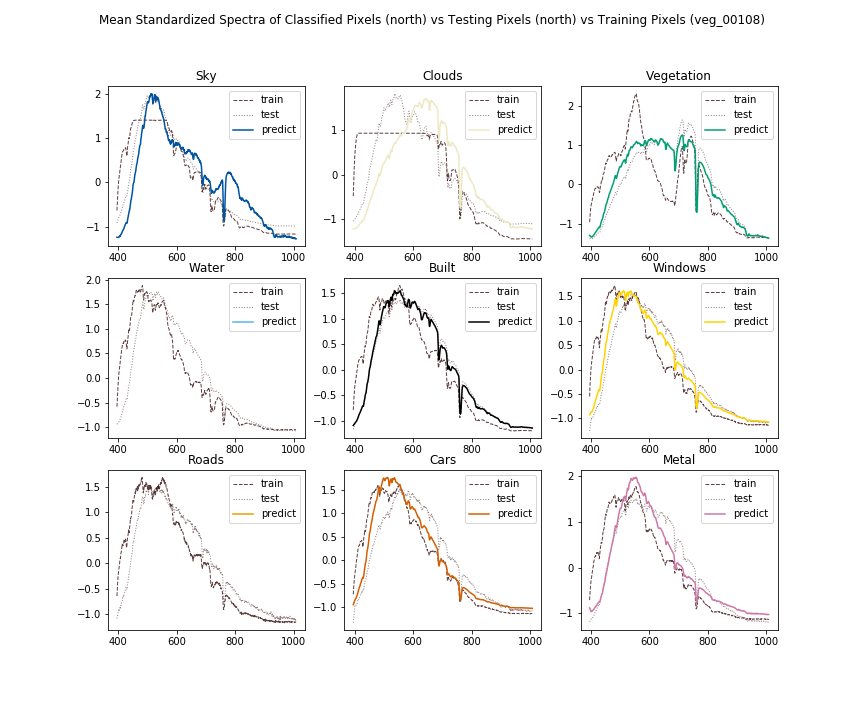 Mean Standardized Spectra of Classified Pixels (north) vs Testing Pixels (north) vs Training Pixels (veg_00108)
Sky
2
1
0
−1
400 600 800 1000
train
test
predict
Clouds
1
0
−1
400 600 800 1000
train
test
predict
Vegetation
2
1
0
−1
400 600 800 1000
train
test
predict
Water
2.0
1.5
1.0
0.5
0.0
−0.5
−1.0
400 600 800 1000
train
test
predict
Built
1.5
1.0
0.5
0.0
−0.5
−1.0
400 600 800 1000
train
test
predict
Windows
1.5
1.0
0.5
0.0
−0.5
−1.0
400 600 800 1000
train
test
predict
Roads
1.5
1.0
0.5
0.0
−0.5
−1.0
400 600 800 1000
train
test
predict
Cars
1.5
1.0
0.5
0.0
−0.5
−1.0
400 600 800 1000
train
test
predict
Metal
2
1
0
−1
400 600 800 1000
train
test
predict